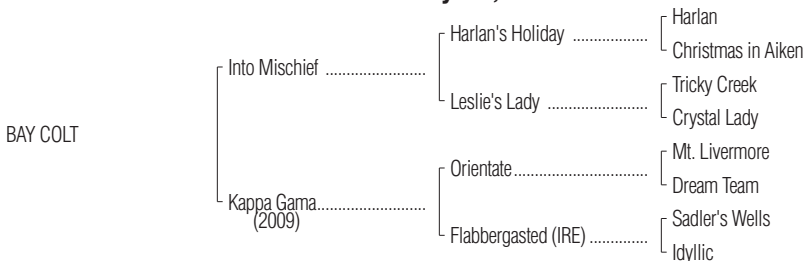 Harlan
Harlan's Holiday .................
Christmas in Aiken
Into Mischief ........................
Tricky Creek
Leslie's Lady .......................
Crystal Lady
BAY COLT
Mt. Livermore
Orientate...............................
Dream Team
Kappa Gama..........................
(2009)
Sadler's Wells
Flabbergasted (IRE) ..............
Idyllic